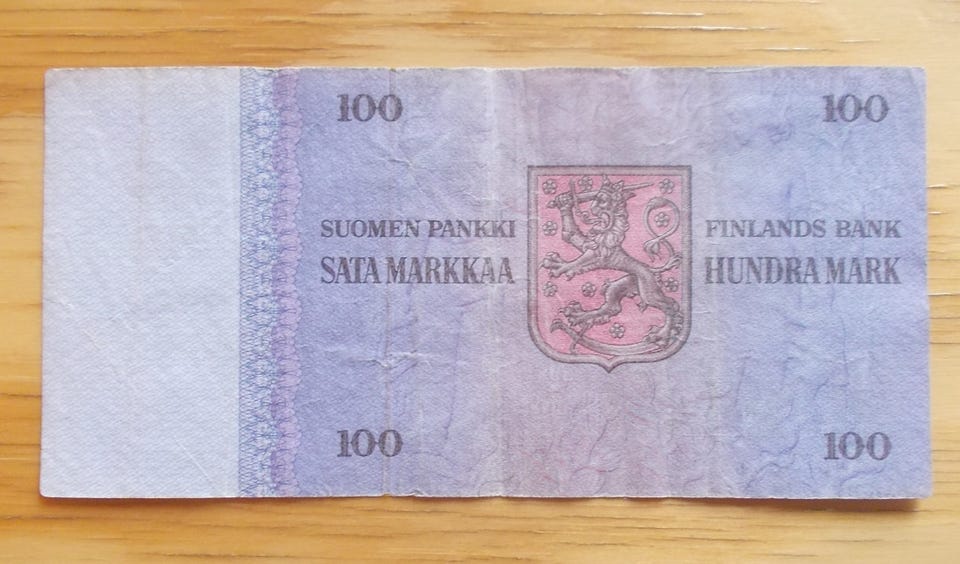 100 100
SUOMEN PANKKI FINLANDS BANK
SATA MARKKAA HUNDRA MARK
100 100